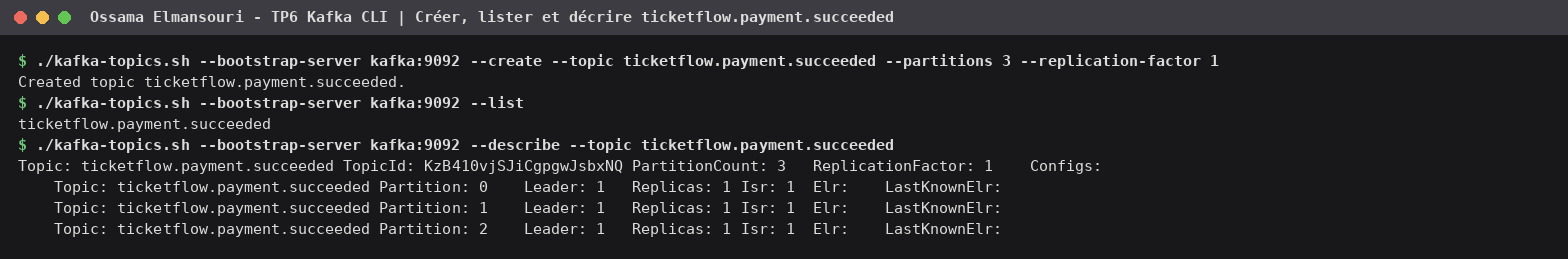 Ossama Elmansouri - TP6 Kafka CLI | Créer, lister et décrire ticketflow.payment.succeeded
$ ./kafka-topics.sh --bootstrap-server kafka:9092 --create --topic ticketflow.payment.succeeded --partitions 3 --replication-factor 1
Created topic ticketflow.payment.succeeded.
$ ./kafka-topics.sh --bootstrap-server kafka:9092 --list
ticketflow.payment.succeeded
$ ./kafka-topics.sh --bootstrap-server kafka:9092 --describe --topic ticketflow.payment.succeeded
Topic: ticketflow.payment.succeeded TopicId: KzB410vjSJiCgpgwJsbxNQ PartitionCount: 3 ReplicationFactor: 1 Configs:
Topic: ticketflow.payment.succeeded Partition: 0 Leader: 1 Replicas: 1 Isr: 1 Elr: LastKnownElr:
Topic: ticketflow.payment.succeeded Partition: 1 Leader: 1 Replicas: 1 Isr: 1 Elr: LastKnownElr:
Topic: ticketflow.payment.succeeded Partition: 2 Leader: 1 Replicas: 1 Isr: 1 Elr: LastKnownElr: